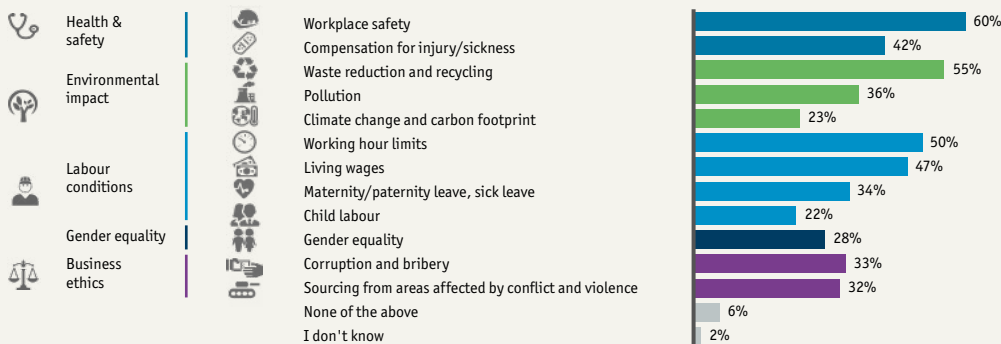 Health &
safety
Workplace safety 60%
Compensation for injury/sickness 42%
Environmental
impact
Waste reduction and recycling 55%
Pollution 36%
Climate change and carbon footprint 23%
Labour
conditions
Working hour limits 50%
Living wages 47%
Maternity/paternity leave, sick leave 34%
Child labour 22%
Gender equality
Gender equality 28%
Business
ethics
Corruption and bribery 33%
Sourcing from areas affected by conflict and violence 32%
None of the above 6%
I don't know 2%